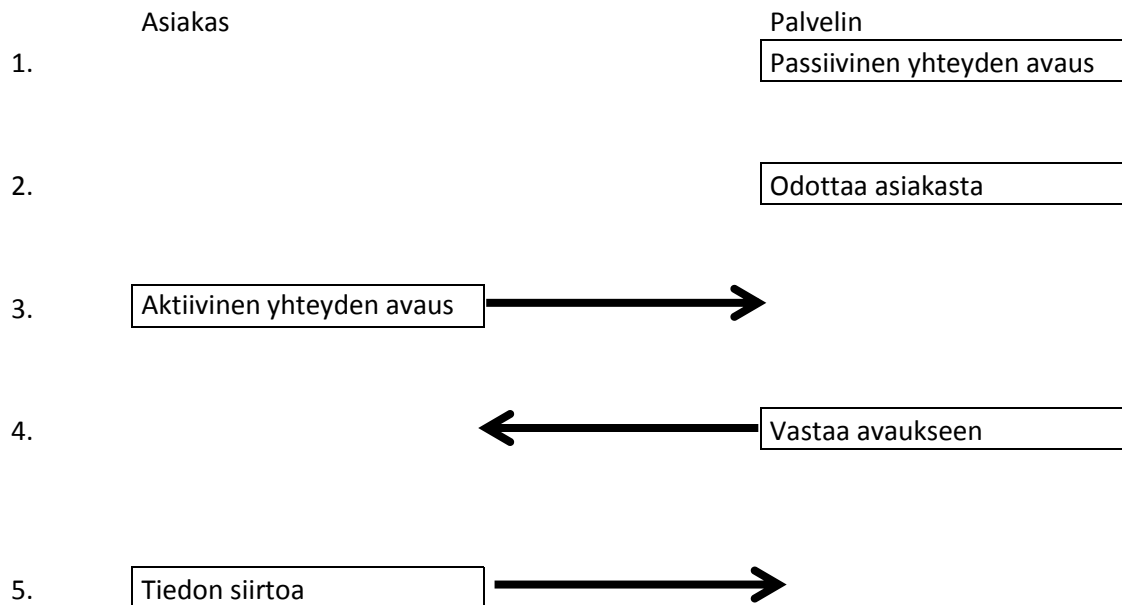 Asiakas Palvelin
1. Passiivinen yhteyden avaus
2. Odottaa asiakasta
3. Aktiivinen yhteyden avaus
4. Vastaa avaukseen
5. Tiedon siirtoa